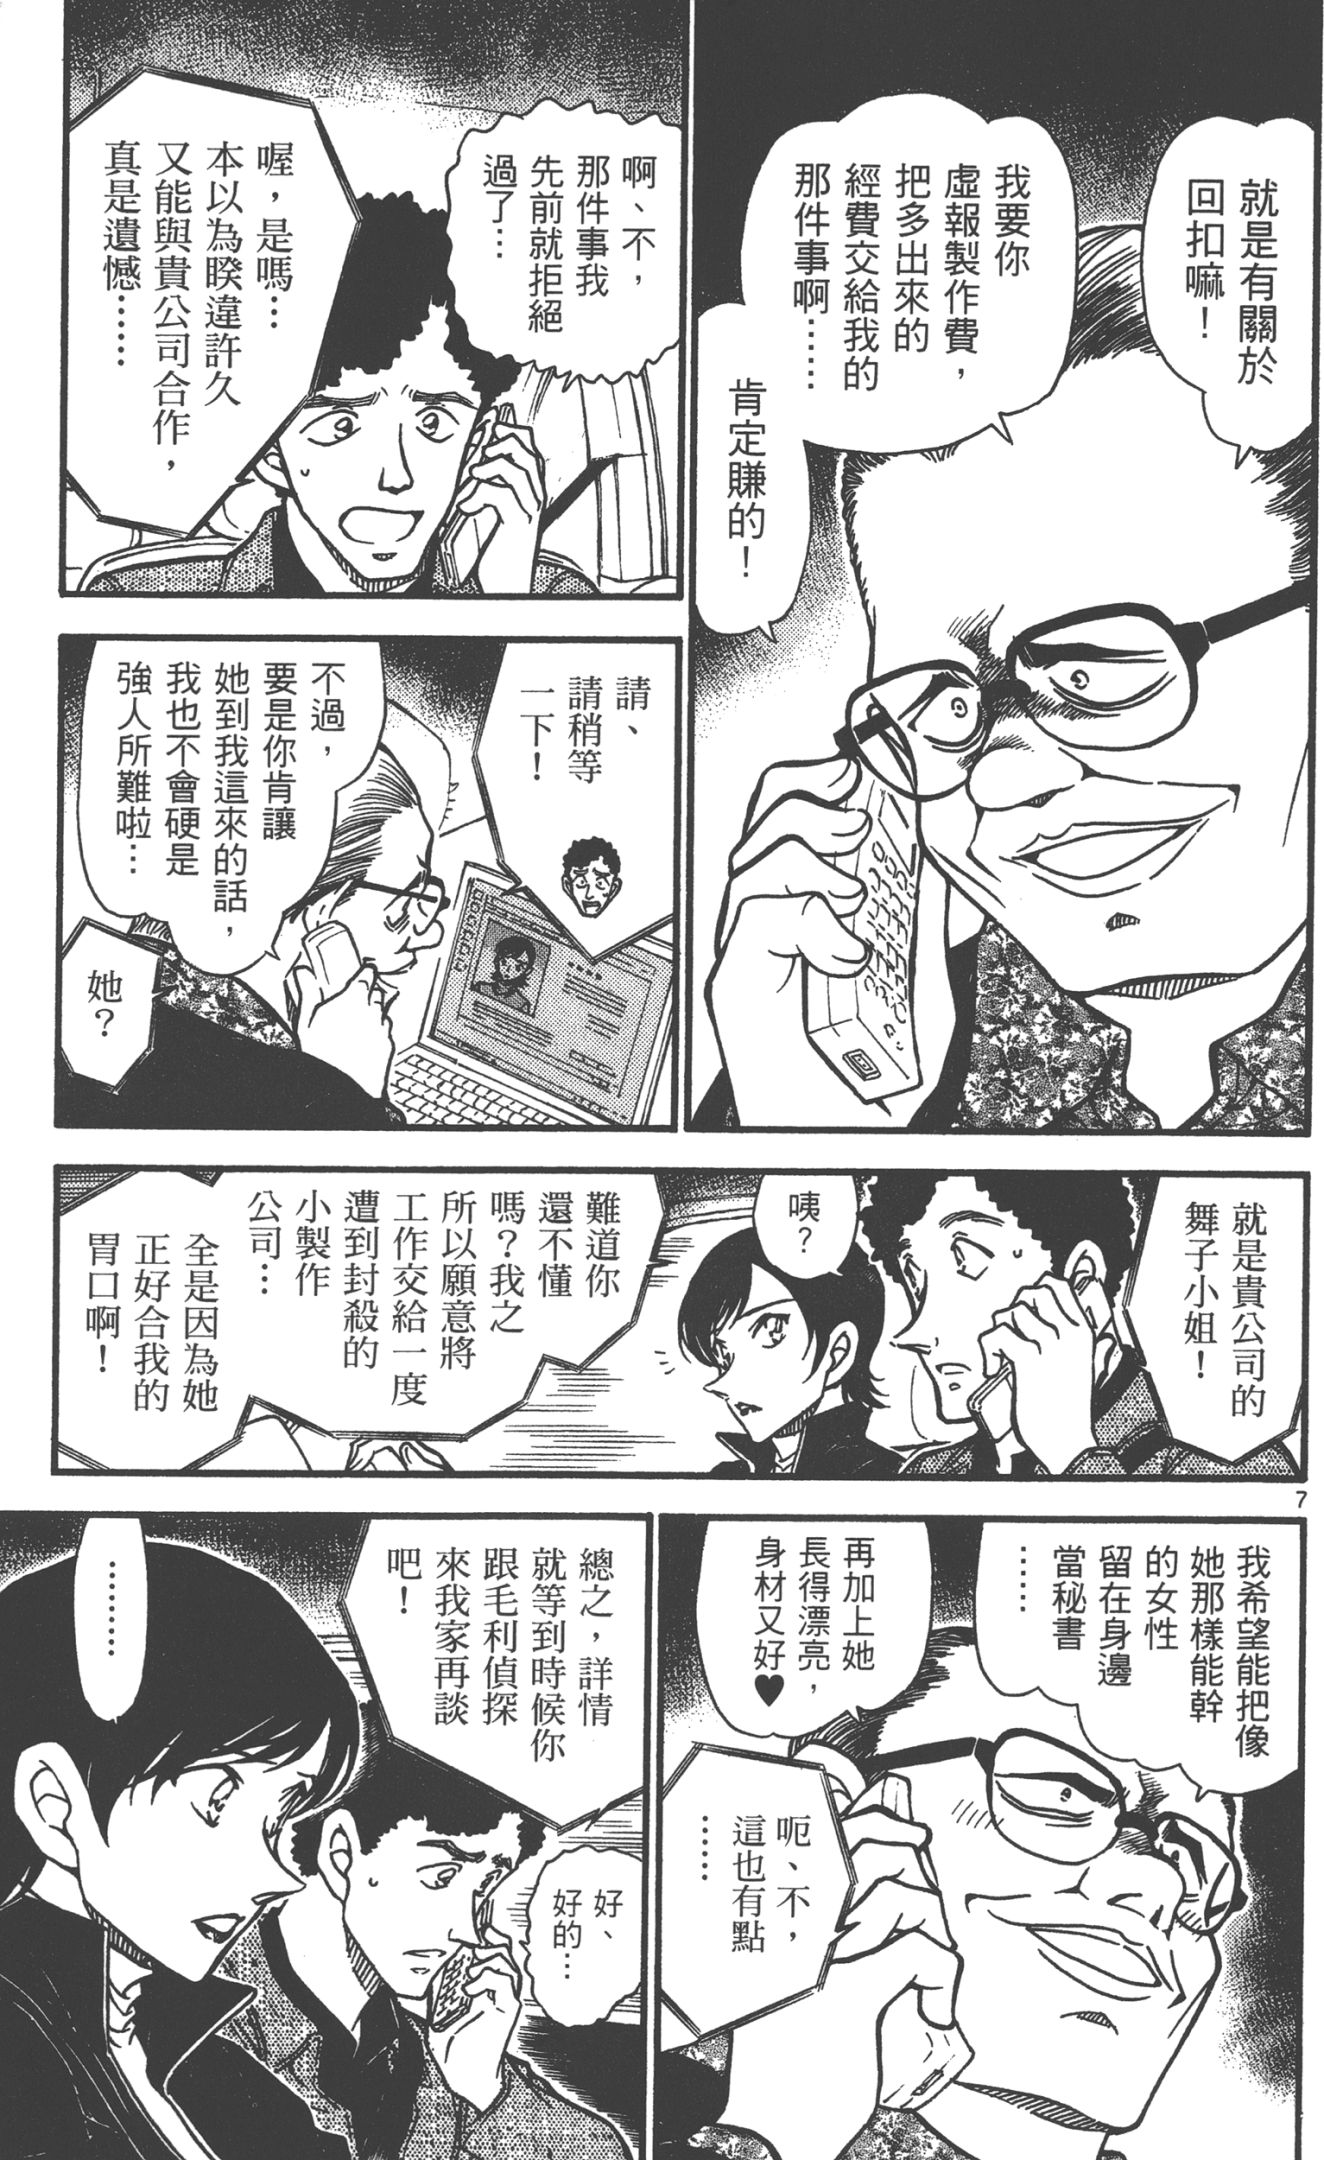 就是有關於
回扣嘛！
我要你
虛報製作費，
把多出來的
經費交給我的
那件事啊……
肯定賺的！
啊、不，
那件事我
先前就拒絕
過了…
喔，是嗎…
本以為睽違許久
又能與貴公司合作，
真是遺憾……
請、
請稍等
一下！
不過，
要是你肯讓
她到我這來的話，
我也不會硬是
強人所難啦…
她？
就是貴公司的
舞子小姐！
咦？
難道你
還不懂
嗎？我之
所以願意將
工作交給一度
遭到封殺的
小製作
公司…
全是因為她
正好合我的
胃口啊！
7
我希望能把像
她那樣能幹
的女性
留在身邊
當秘書
……
再加上她
長得漂亮，
身材又好♥
呃、不，
這也有點
……
總之，詳情
就等到時候你
跟毛利偵探
來我家再談
吧！
好、
好的…
……